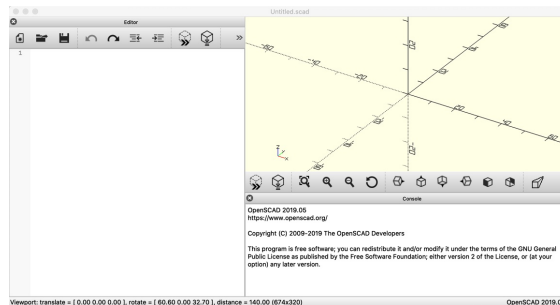 Untitled.scad
Editor
1
OpenSCAD 2019.05
https://www.openscad.org/
Copyright (C) 2009-2019 The OpenSCAD Developers
This program is free software; you can redistribute it and/or modify it under the terms of the GNU General
Public License as published by the Free Software Foundation; either version 2 of the License, or (at your
option) any later version.
Console
Viewport: translate = [ 0.00 0.00 0.00 ], rotate = [ 60.60 0.00 32.70 ], distance = 140.00 (674x320)